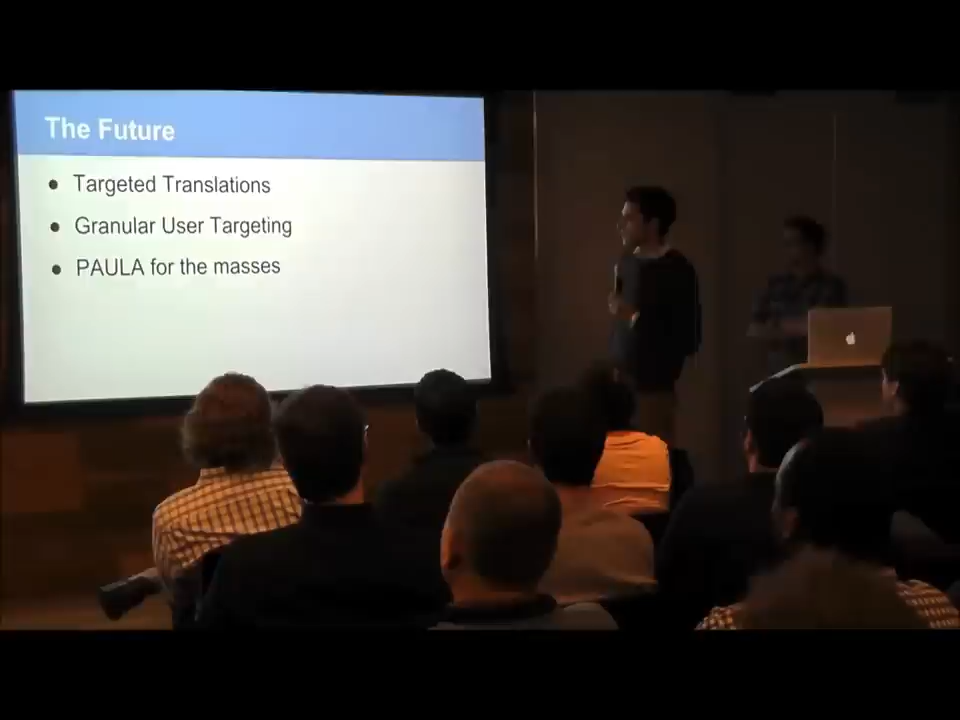 The Future
● Targeted Translations
● Granular User Targeting
● PAULA for the masses